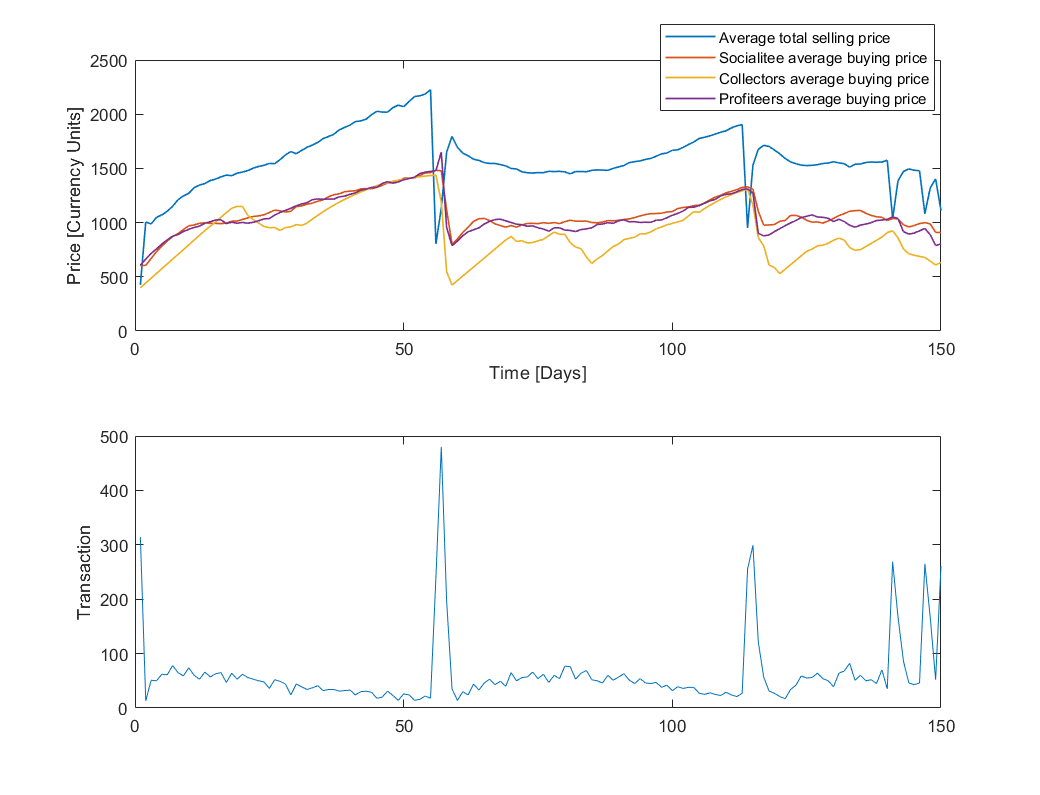 Average total selling price
Socialitee average buying price
Collectors average buying price
Profiteers average buying price
2500
2000
1500
1000
500
0
Price [Currency Units]
0 50 100 150
Time [Days]
500
400
300
200
100
0
Transaction
0 50 100 150